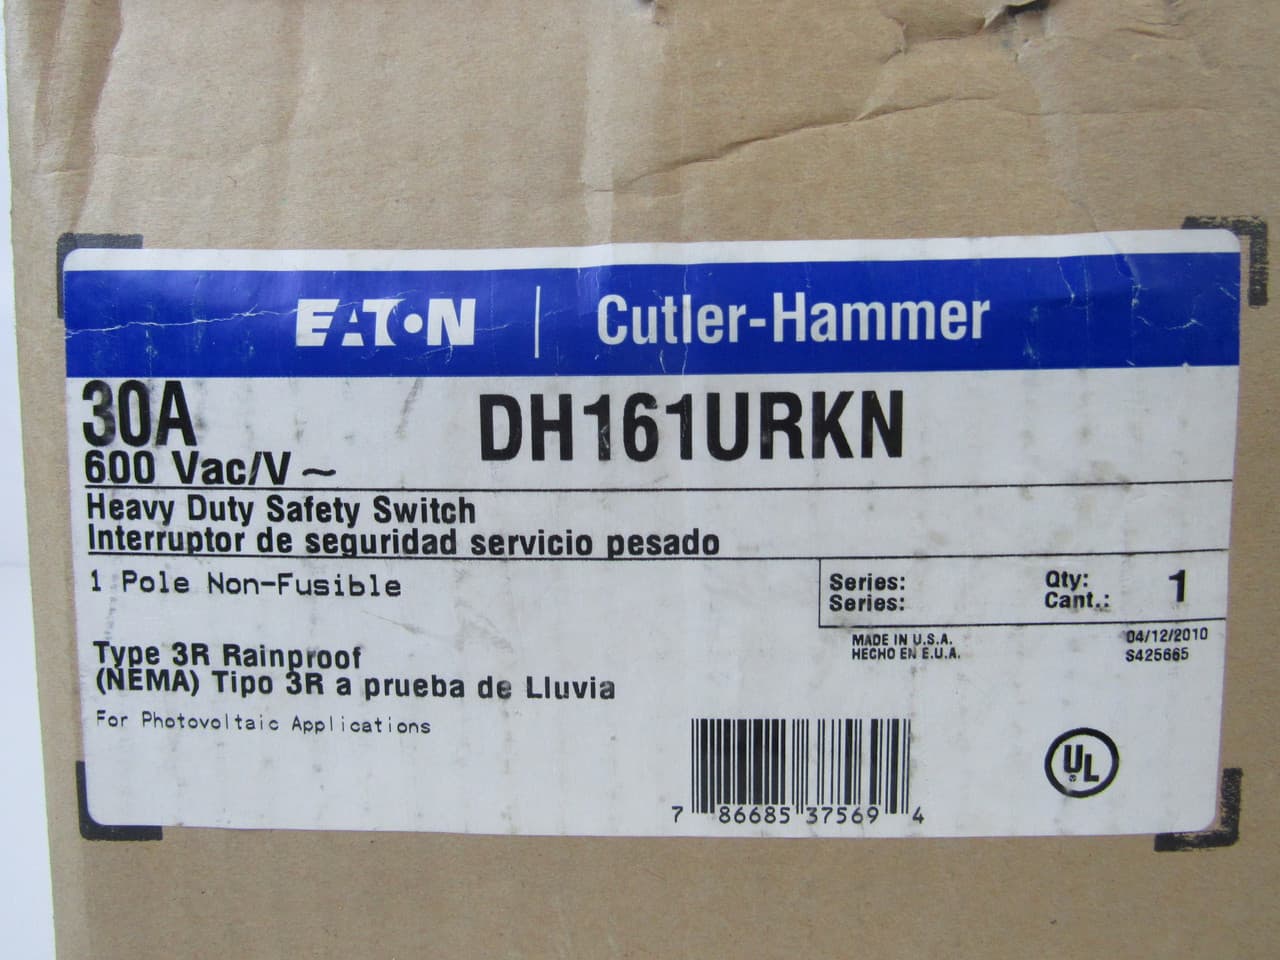 EATON | Cutler-Hammer
30A DH161URKN
600 Vac/V ~
Heavy Duty Safety Switch
Interruptor de seguridad servicio pesado
1 Pole Non-Fusible
Series: Qty: 1
Series: Cant.:
MADE IN U.S.A. 04/12/2010
HECHO EN E.U.A. S425665
Type 3R Rainproof
(NEMA) Tipo 3R a prueba de Lluvia
For Photovoltaic Applications
UL
7 86685 37569 4